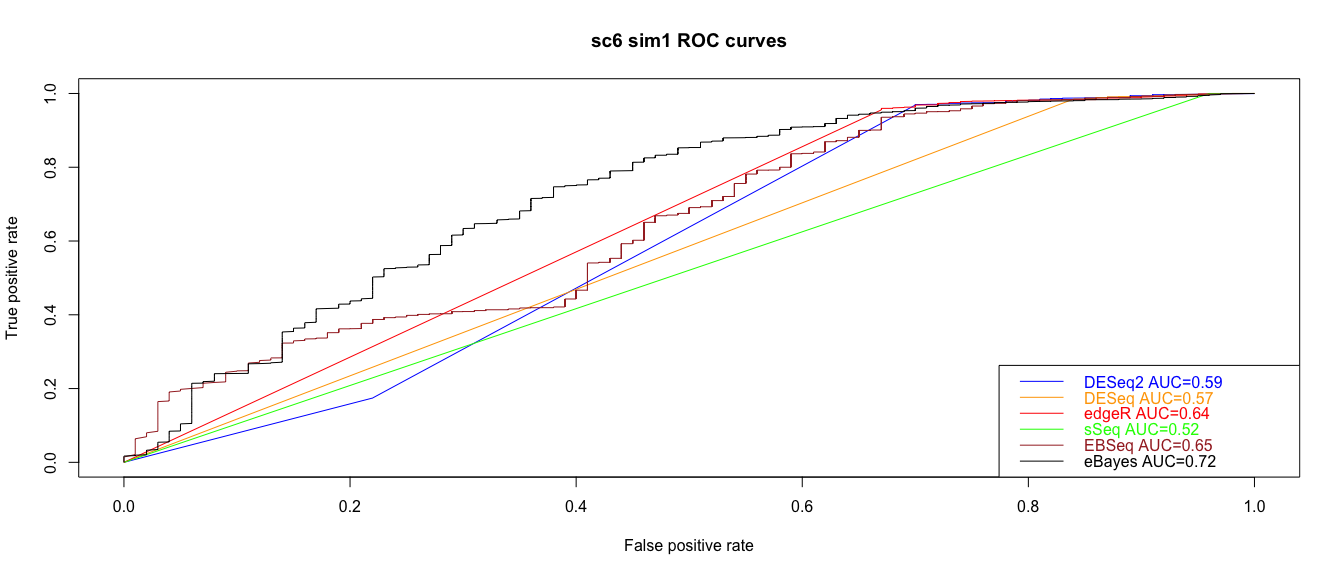 sc6 sim1 ROC curves
True positive rate
1.0
0.8
0.6
0.4
0.2
0.0
DESeq2 AUC=0.59
DESeq AUC=0.57
edgeR AUC=0.64
sSeq AUC=0.52
EBSeq AUC=0.65
eBayes AUC=0.72
0.0 0.2 0.4 0.6 0.8 1.0
False positive rate